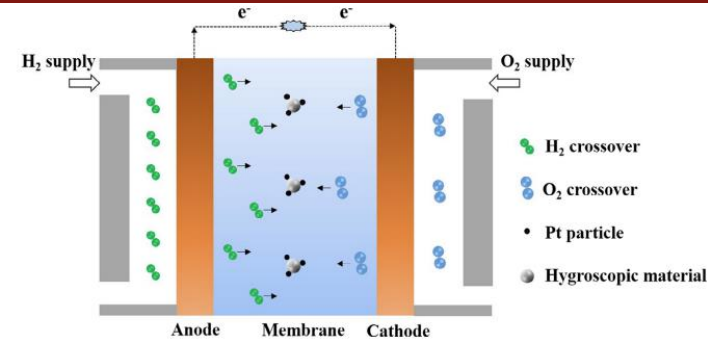 e⁻ e⁻
H₂ supply O₂ supply
H₂ crossover
O₂ crossover
Pt particle
Hygroscopic material
Anode Membrane Cathode